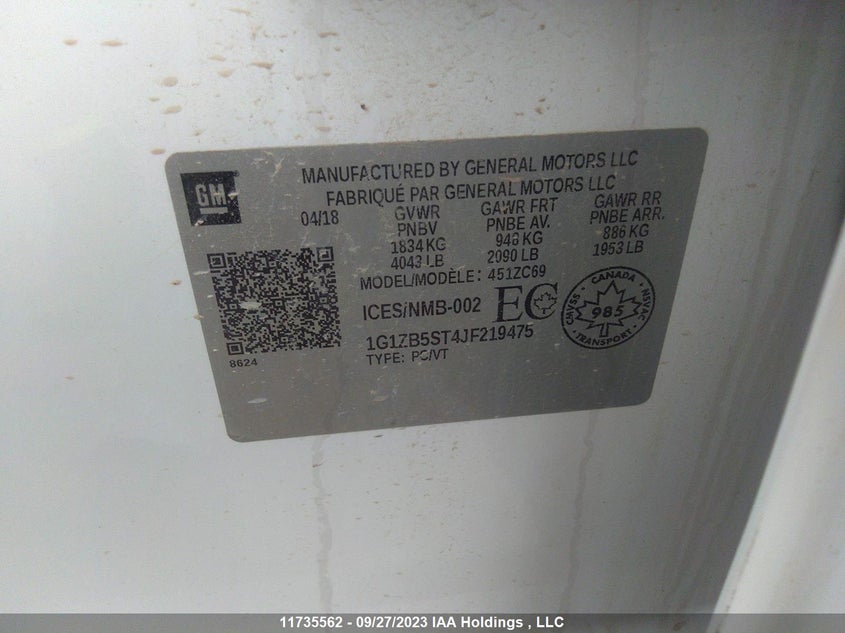 MANUFACTURED BY GENERAL MOTORS LLC
FABRIQUÉ PAR GENERAL MOTORS LLC
GM
04/18
GVWR
PNBV
1834 KG
4043 LB
GAWR FRT
PNBE AV.
948 KG
2090 LB
GAWR RR
PNBE ARR.
886 KG
1953 LB
MODEL/MODÈLE: 451ZC69
ICES/NMB-002
EC
CANADA
CMVSS
NSVAC
985
TRANSPORT
1G1ZB5ST4JF219475
TYPE: PC/VT
8624
11735562 - 09/27/2023 IAA Holdings , LLC